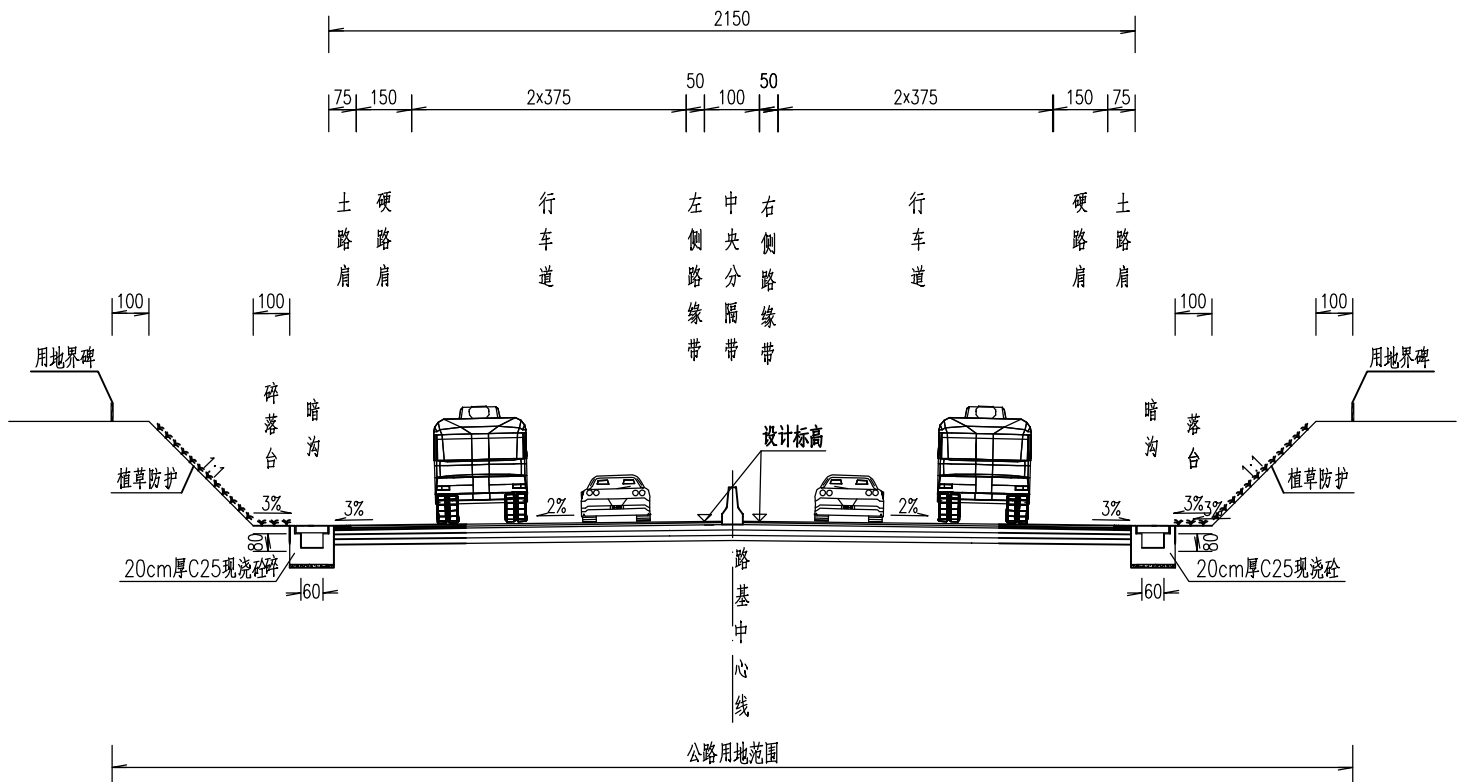 2150
75 150 2x375 50 100 50 2x375 150 75
土路肩
硬路肩
行车道
左侧路缘带
中央分隔带
右侧路缘带
行车道
硬路肩
土路肩
100
100
100
100
用地界碑
用地界碑
碎落台
暗沟
暗沟
落台
设计标高
1:1
植草防护
1:1
植草防护
3%
3%
2%
2%
3%
3%
3%
80
20cm厚C25现浇砼碎
60
80
20cm厚C25现浇砼
60
路基中心线
公路用地范围